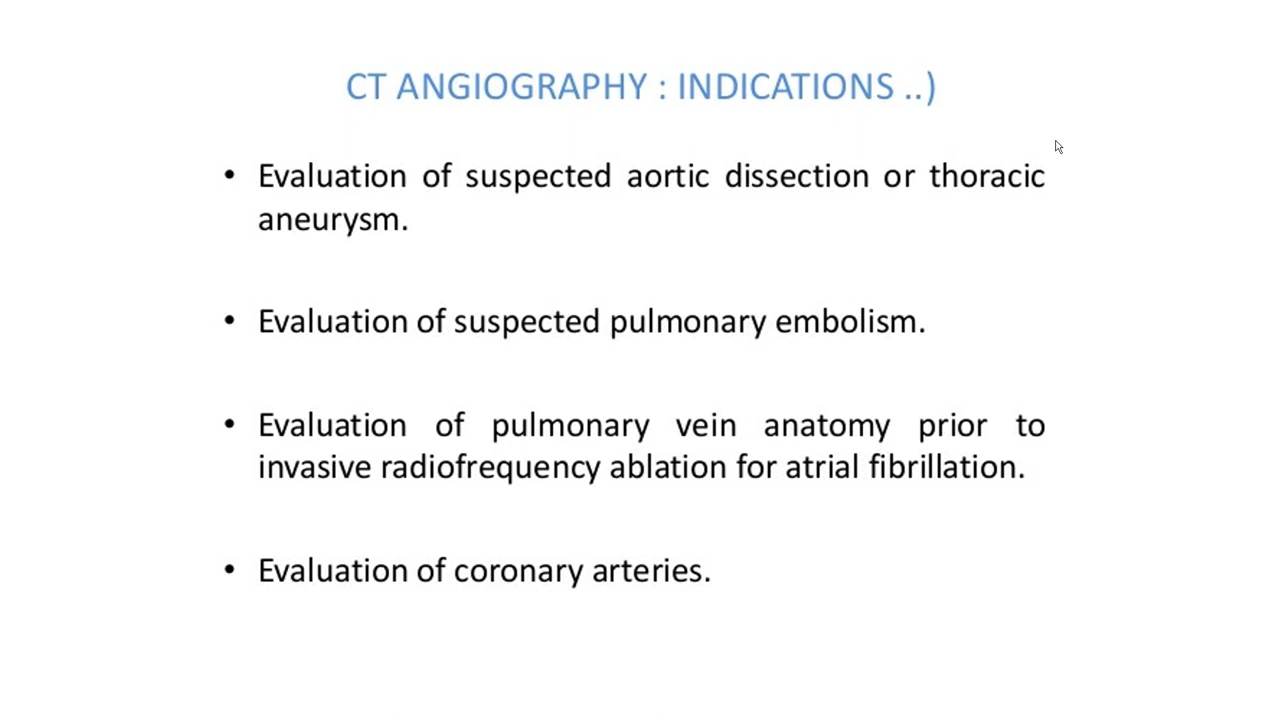 CT ANGIOGRAPHY : INDICATIONS ..)
• Evaluation of suspected aortic dissection or thoracic
aneurysm.
• Evaluation of suspected pulmonary embolism.
• Evaluation of pulmonary vein anatomy prior to
invasive radiofrequency ablation for atrial fibrillation.
• Evaluation of coronary arteries.